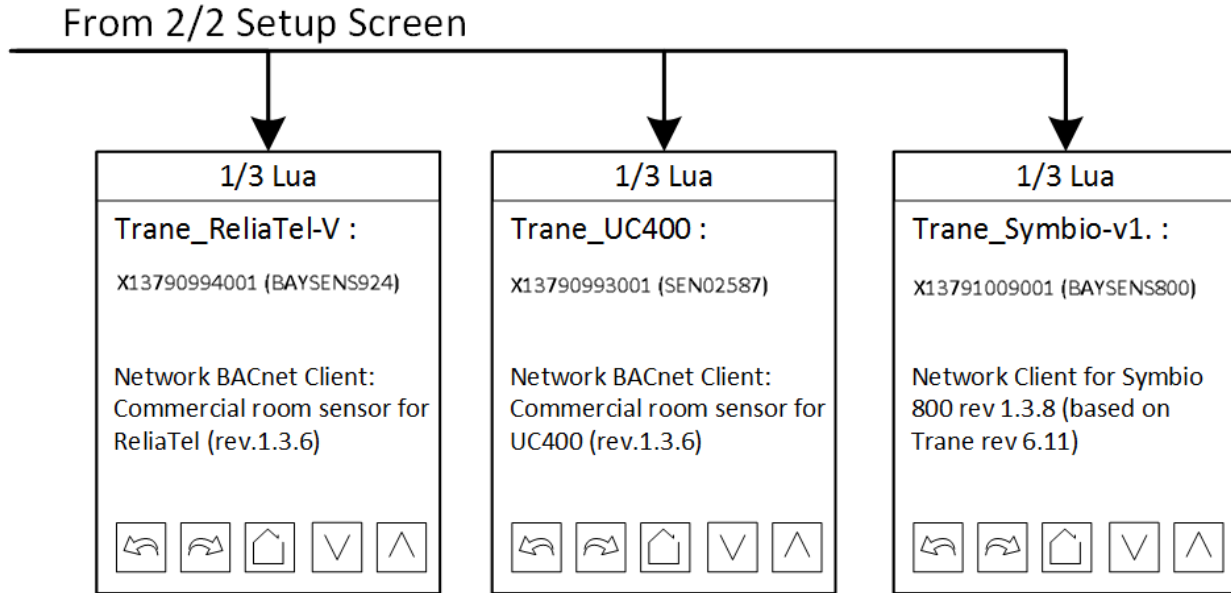 From 2/2 Setup Screen
1/3 Lua
Trane_ReliaTel-V :
X13790994001 (BAYSENS924)
Network BACnet Client:
Commercial room sensor for
ReliaTel (rev.1.3.6)
1/3 Lua
Trane_UC400 :
X13790993001 (SEN02587)
Network BACnet Client:
Commercial room sensor for
UC400 (rev.1.3.6)
1/3 Lua
Trane_Symbio-v1. :
X13791009001 (BAYSENS800)
Network Client for Symbio
800 rev 1.3.8 (based on
Trane rev 6.11)